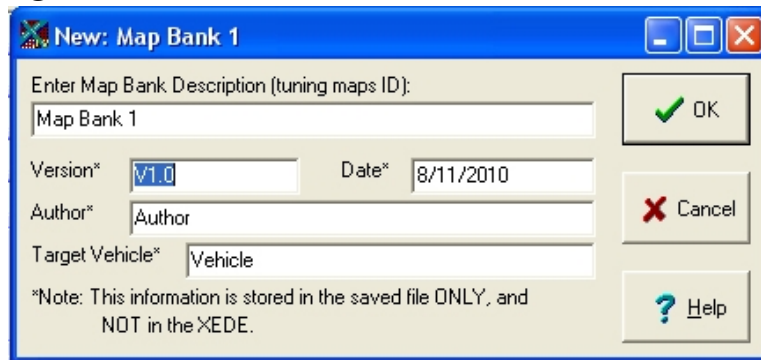 New: Map Bank 1
Enter Map Bank Description (tuning maps ID):
Map Bank 1
OK
Version* V1.0 Date* 8/11/2010
Author* Author
Cancel
Target Vehicle* Vehicle
*Note: This information is stored in the saved file ONLY, and
NOT in the XEDE.
Help